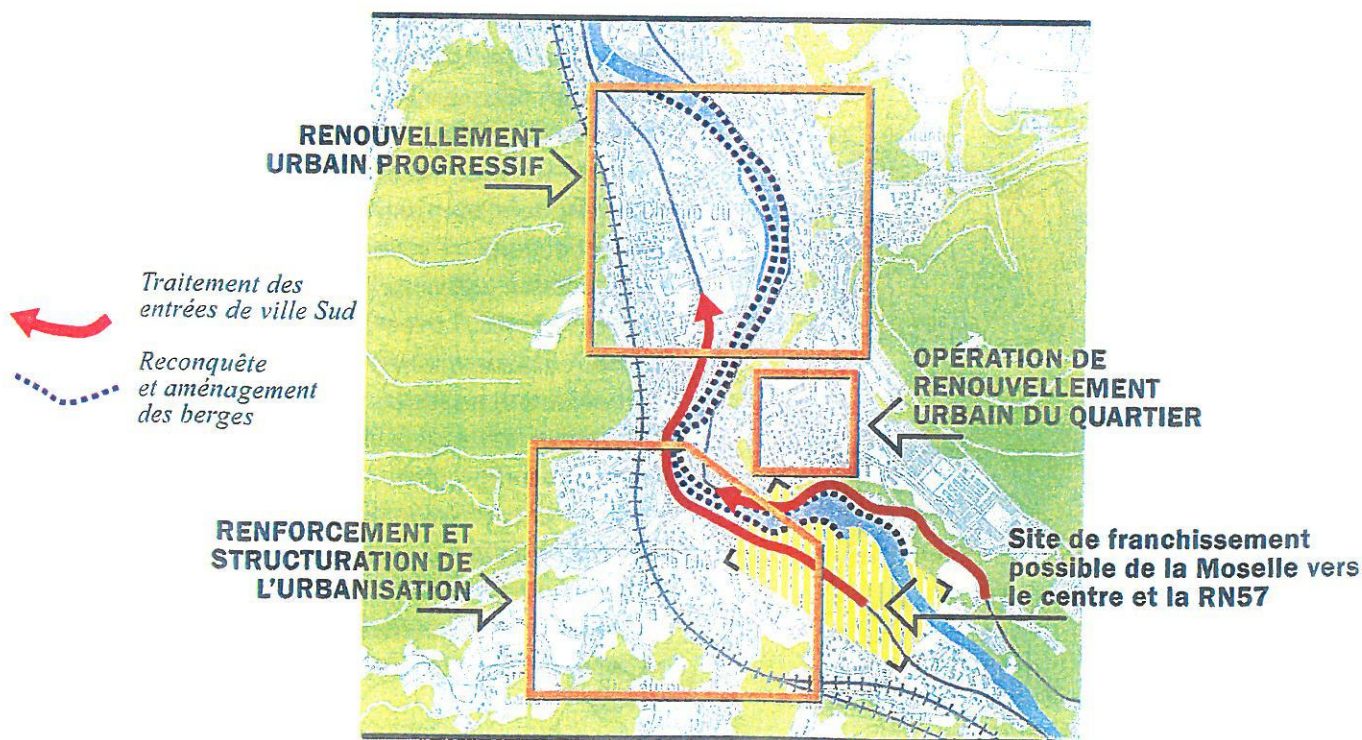 RENOUVELLEMENT
URBAIN PROGRESSIF
Traitement des
entrées de ville Sud
Reconquête
et aménagement
des berges
OPÉRATION DE
RENOUVELLEMENT
URBAIN DU QUARTIER
RENFORCEMENT ET
STRUCTURATION DE
L'URBANISATION
Site de franchissement
possible de la Moselle vers
le centre et la RN57